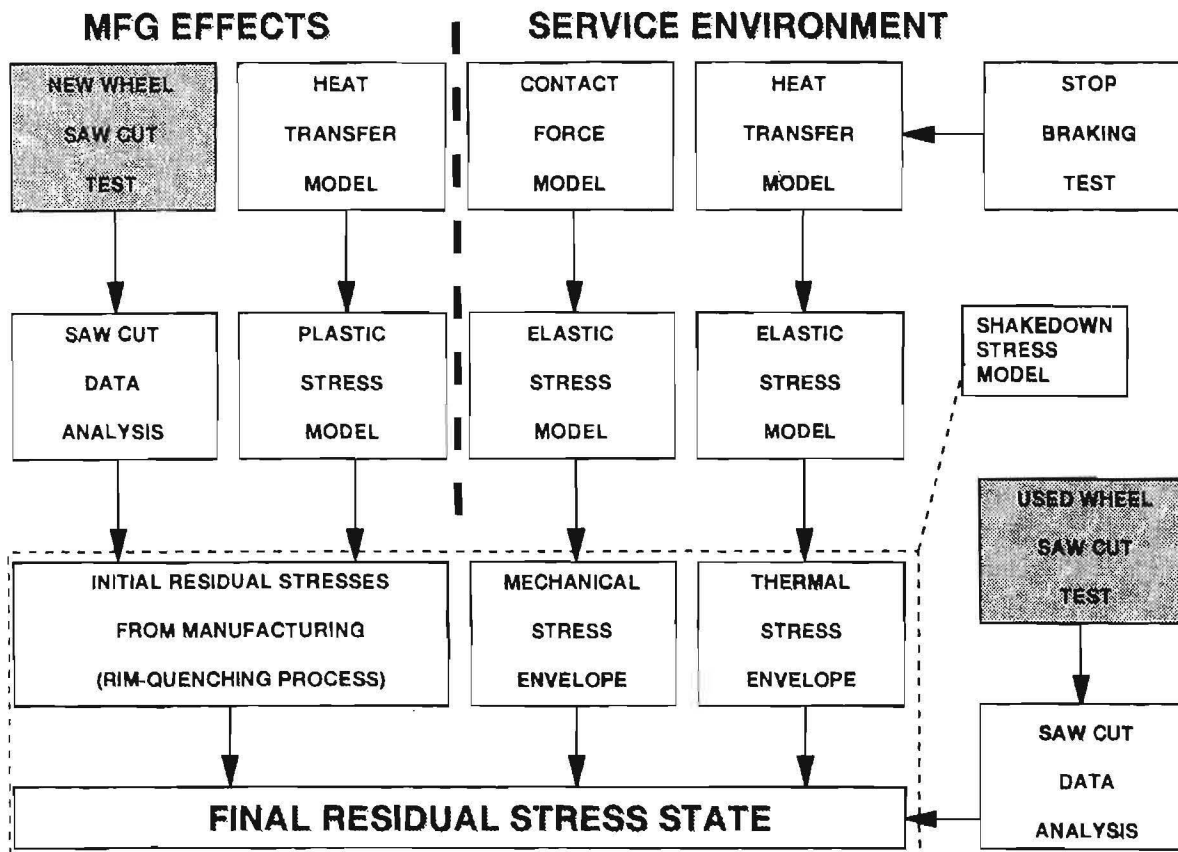 MFG EFFECTS
SERVICE ENVIRONMENT
NEW WHEEL
SAW CUT
TEST
HEAT
TRANSFER
MODEL
CONTACT
FORCE
MODEL
HEAT
TRANSFER
MODEL
STOP
BRAKING
TEST
SAW CUT
DATA
ANALYSIS
PLASTIC
STRESS
MODEL
ELASTIC
STRESS
MODEL
ELASTIC
STRESS
MODEL
SHAKEDOWN
STRESS
MODEL
USED WHEEL
SAW CUT
TEST
INITIAL RESIDUAL STRESSES
FROM MANUFACTURING
(RIM-QUENCHING PROCESS)
MECHANICAL
STRESS
ENVELOPE
THERMAL
STRESS
ENVELOPE
SAW CUT
DATA
ANALYSIS
FINAL RESIDUAL STRESS STATE